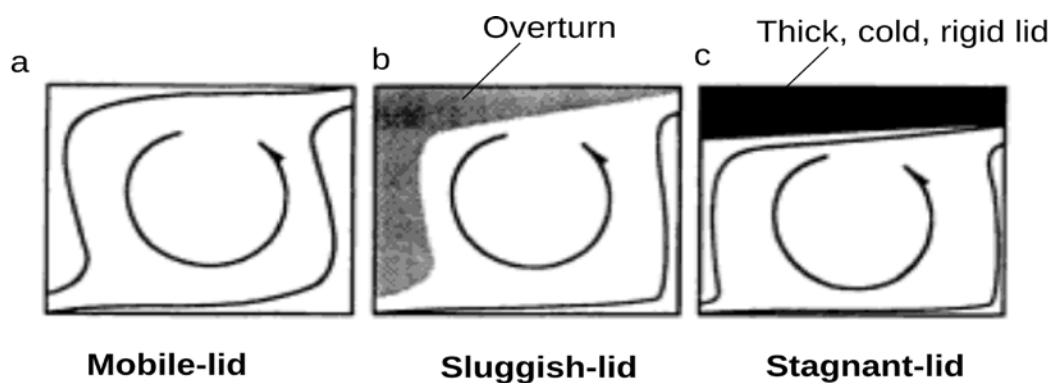 Overturn
Thick, cold, rigid lid
a
b
c
Mobile-lid
Sluggish-lid
Stagnant-lid